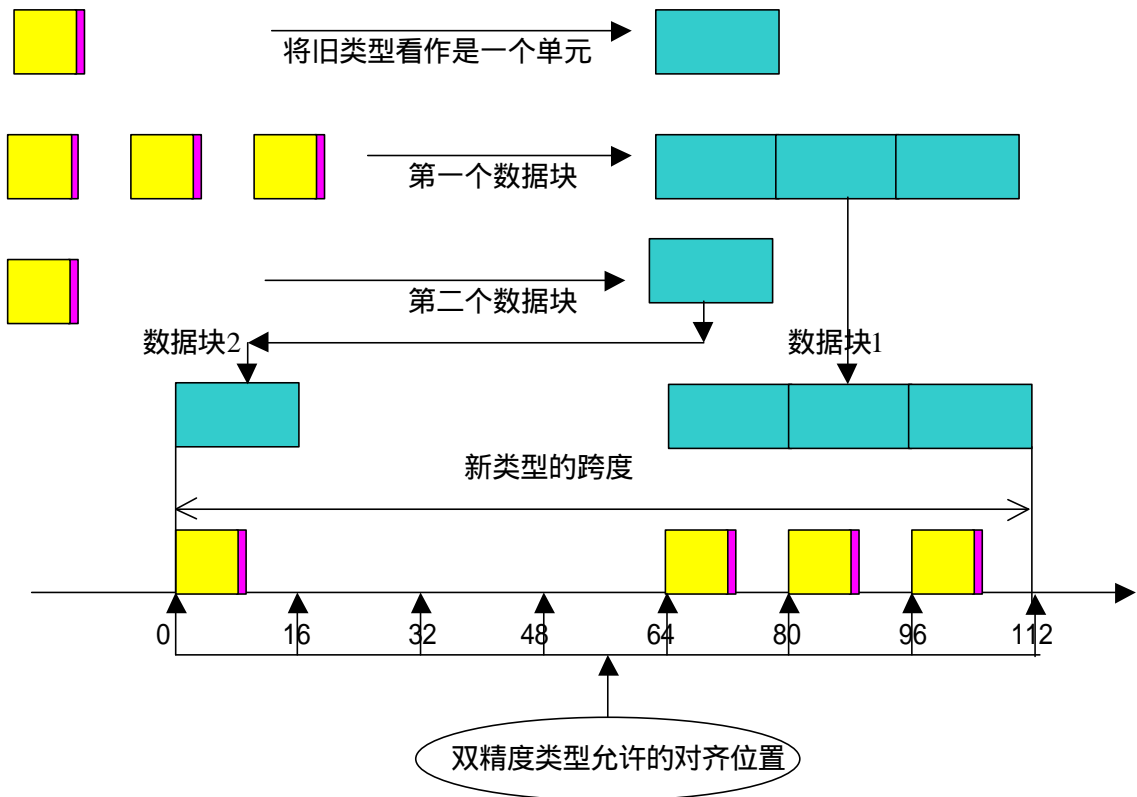 将旧类型看作是一个单元
第一个数据块
第二个数据块
数据块2
数据块1
新类型的跨度
0 16 32 48 64 80 96 112
双精度类型允许的对齐位置